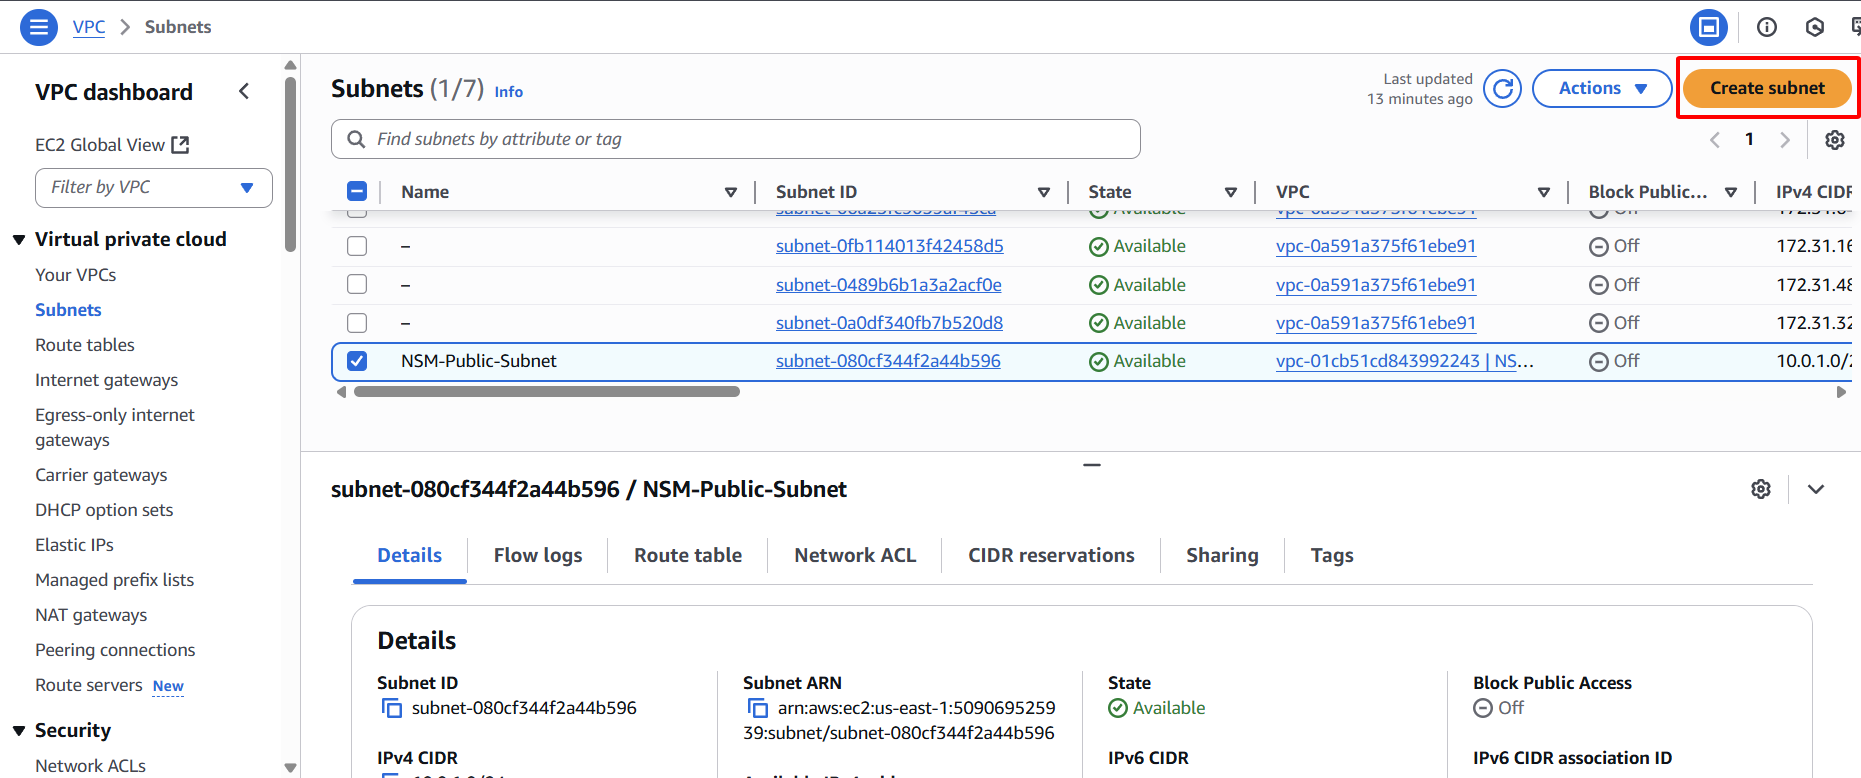 VPC > Subnets
VPC dashboard
EC2 Global View
Filter by VPC
Virtual private cloud
Your VPCs
Subnets
Route tables
Internet gateways
Egress-only internet
gateways
Carrier gateways
DHCP option sets
Elastic IPs
Managed prefix lists
NAT gateways
Peering connections
Route servers New
Security
Network ACLs
Subnets (1/7) Info
Last updated
13 minutes ago
Actions
Create subnet
Find subnets by attribute or tag
1
Name Subnet ID State VPC Block Public... IPv4 CIDR
Available Off
– subnet-0fb114013f42458d5 Available vpc-0a591a375f61ebe91 Off 172.31.16
– subnet-0489b6b1a3a2acf0e Available vpc-0a591a375f61ebe91 Off 172.31.48
– subnet-0a0df340fb7b520d8 Available vpc-0a591a375f61ebe91 Off 172.31.32
NSM-Public-Subnet subnet-080cf344f2a44b596 Available vpc-01cb51cd843992243 | NS... Off 10.0.1.0/2
subnet-080cf344f2a44b596 / NSM-Public-Subnet
Details Flow logs Route table Network ACL CIDR reservations Sharing Tags
Details
Subnet ID
subnet-080cf344f2a44b596
IPv4 CIDR
Subnet ARN
arn:aws:ec2:us-east-1:5090695259
39:subnet/subnet-080cf344f2a44b596
State
Available
IPv6 CIDR
Block Public Access
Off
IPv6 CIDR association ID